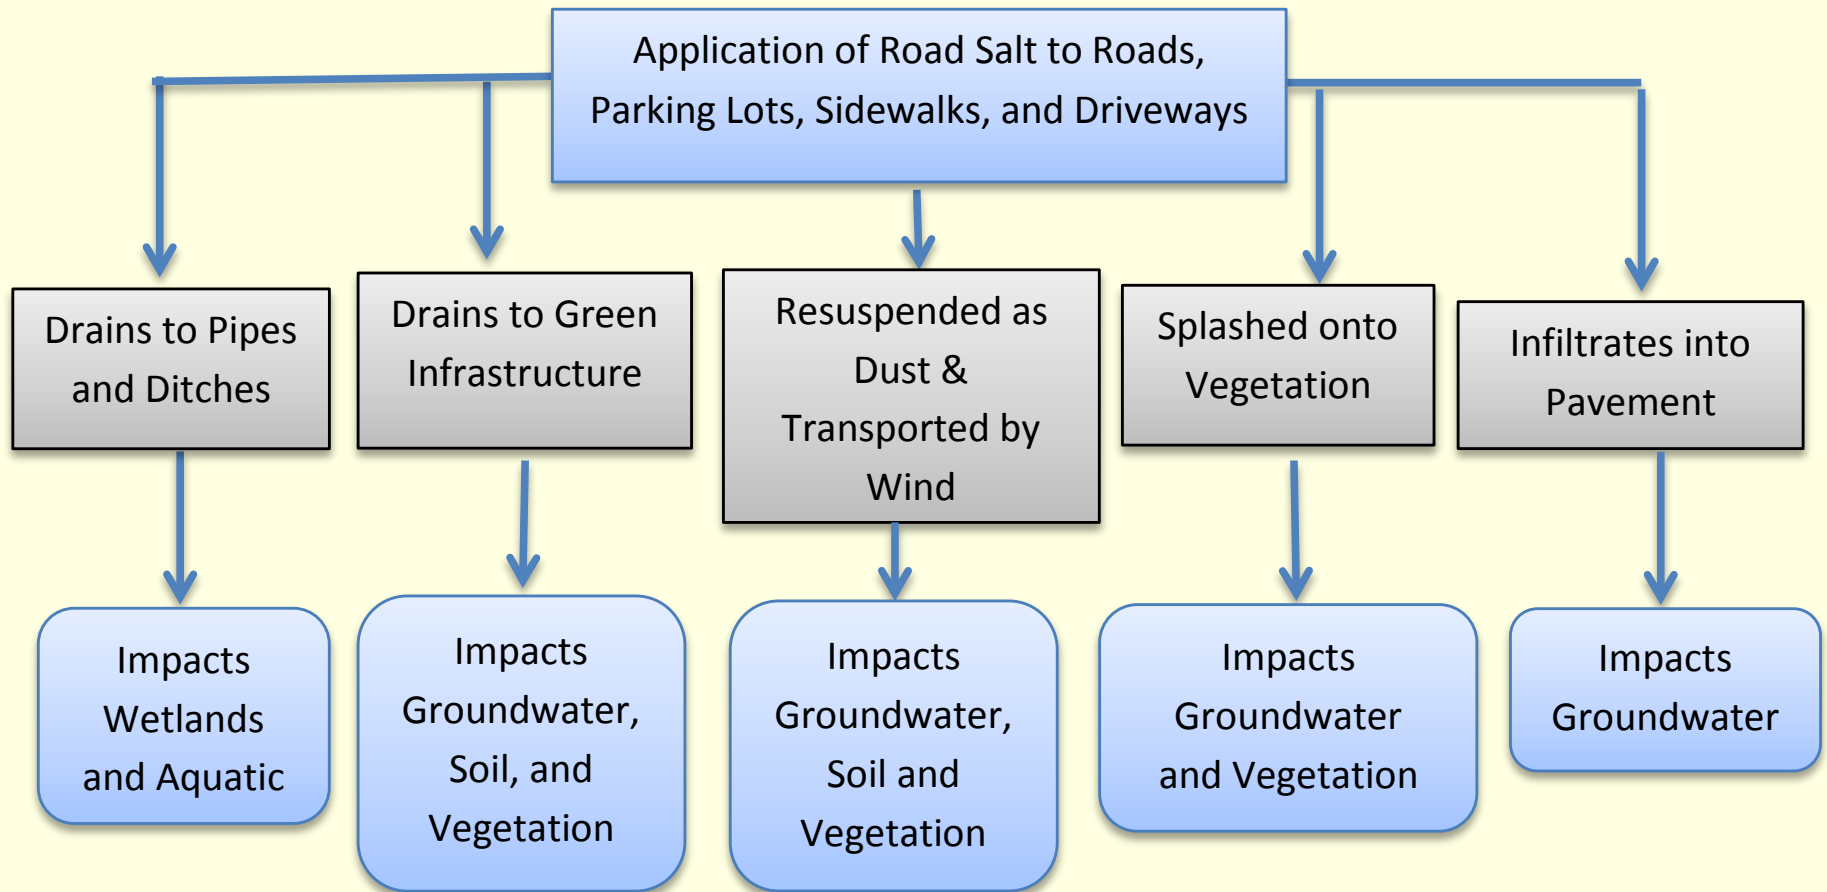 Application of Road Salt to Roads,
Parking Lots, Sidewalks, and Driveways
Drains to Pipes
and Ditches
Drains to Green
Infrastructure
Resuspended as
Dust &
Transported by
Wind
Splashed onto
Vegetation
Infiltrates into
Pavement
Impacts
Wetlands
and Aquatic
Impacts
Groundwater,
Soil, and
Vegetation
Impacts
Groundwater,
Soil and
Vegetation
Impacts
Groundwater
and Vegetation
Impacts
Groundwater